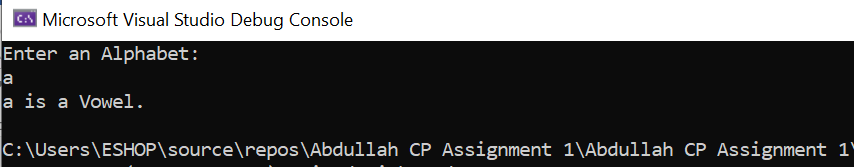 Microsoft Visual Studio Debug Console
Enter an Alphabet:
a
a is a Vowel.
C:\Users\ESHOP\source\repos\Abdullah CP Assignment 1\Abdullah CP Assignment 1\